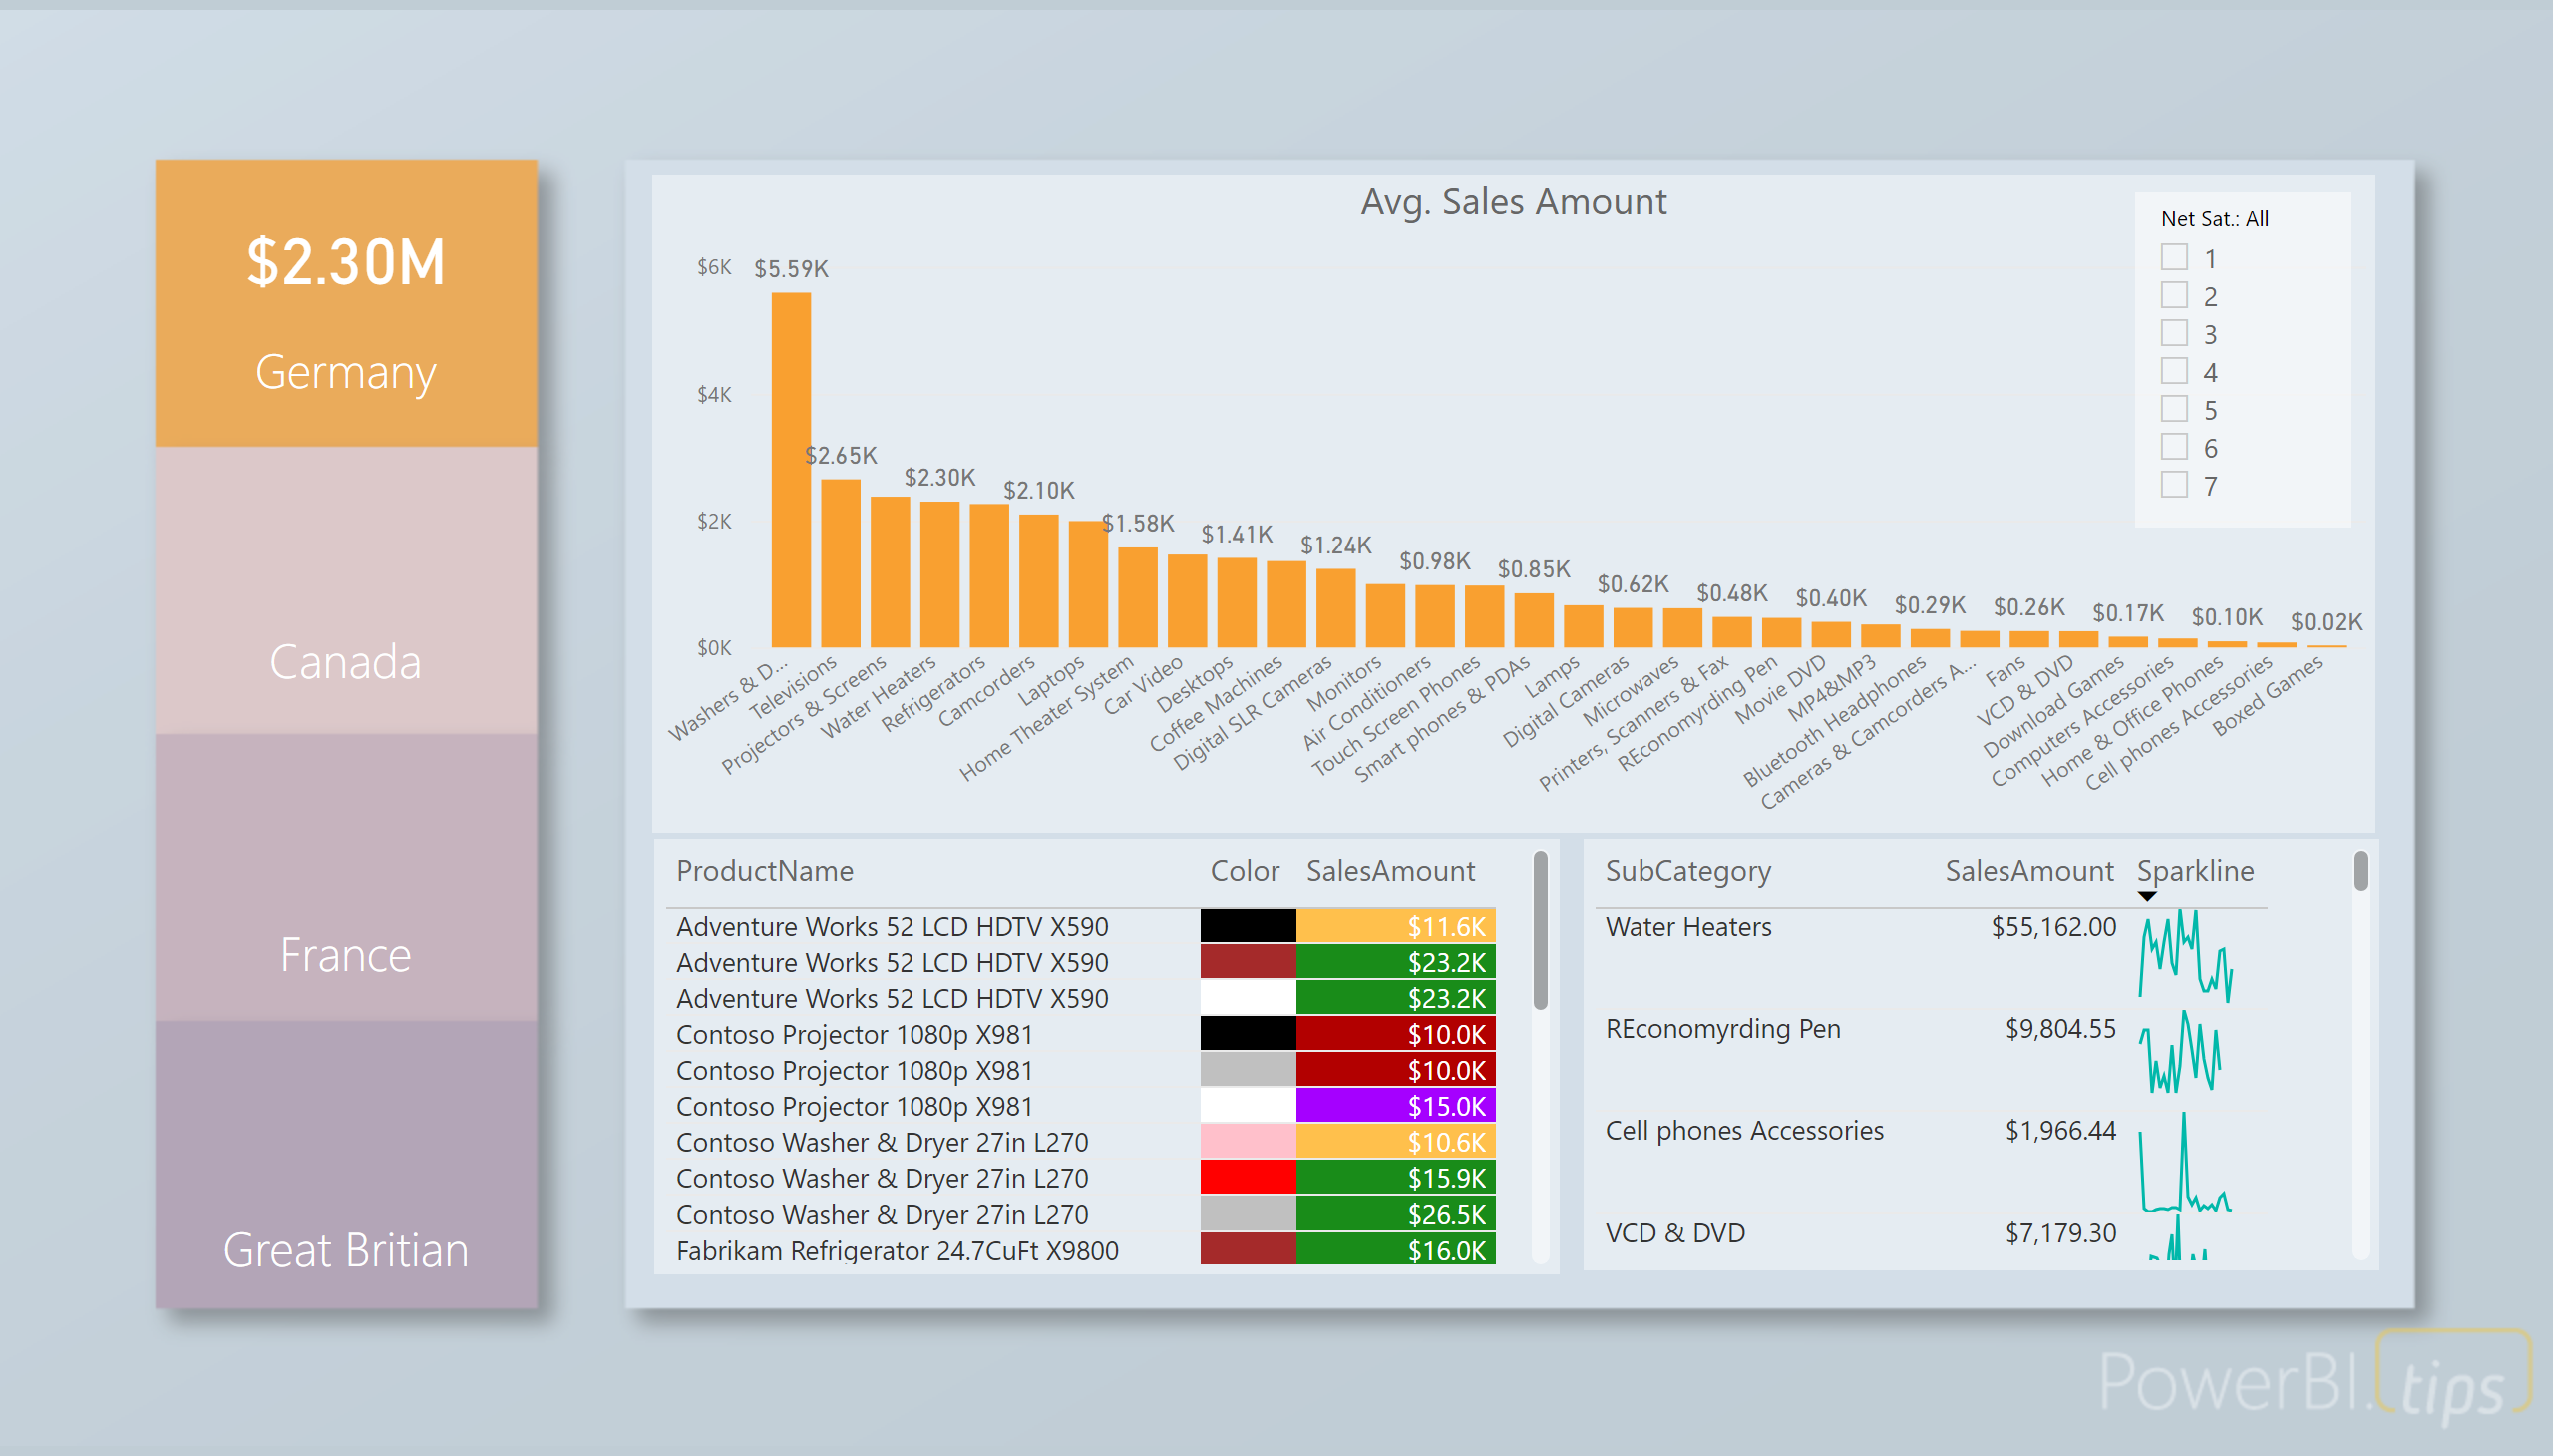 $2.30M
Germany
Canada
France
Great Britian
Avg. Sales Amount
Net Sat.: All
1
2
3
4
5
6
7
$6K
$4K
$2K
$0K
$5.59K
$2.65K
$2.30K
$2.10K
$1.58K
$1.41K
$1.24K
$0.98K
$0.85K
$0.62K
$0.48K
$0.40K
$0.29K
$0.26K
$0.17K
$0.10K
$0.02K
Washers & D...
Televisions
Projectors & Screens
Water Heaters
Refrigerators
Camcorders
Laptops
Home Theater System
Car Video
Desktops
Coffee Machines
Digital SLR Cameras
Monitors
Air Conditioners
Touch Screen Phones
Smart phones & PDAs
Lamps
Digital Cameras
Microwaves
Printers, Scanners & Fax
REconomyrding Pen
Movie DVD
MP4&MP3
Bluetooth Headphones
Cameras & Camcorders A...
Fans
VCD & DVD
Download Games
Computers Accessories
Home & Office Phones
Cell phones Accessories
Boxed Games
ProductName Color SalesAmount
Adventure Works 52 LCD HDTV X590 $11.6K
Adventure Works 52 LCD HDTV X590 $23.2K
Adventure Works 52 LCD HDTV X590 $23.2K
Contoso Projector 1080p X981 $10.0K
Contoso Projector 1080p X981 $10.0K
Contoso Projector 1080p X981 $15.0K
Contoso Washer & Dryer 27in L270 $10.6K
Contoso Washer & Dryer 27in L270 $15.9K
Contoso Washer & Dryer 27in L270 $26.5K
Fabrikam Refrigerator 24.7CuFt X9800 $16.0K
SubCategory SalesAmount Sparkline
Water Heaters $55,162.00
REconomyrding Pen $9,804.55
Cell phones Accessories $1,966.44
VCD & DVD $7,179.30
PowerBI.tips